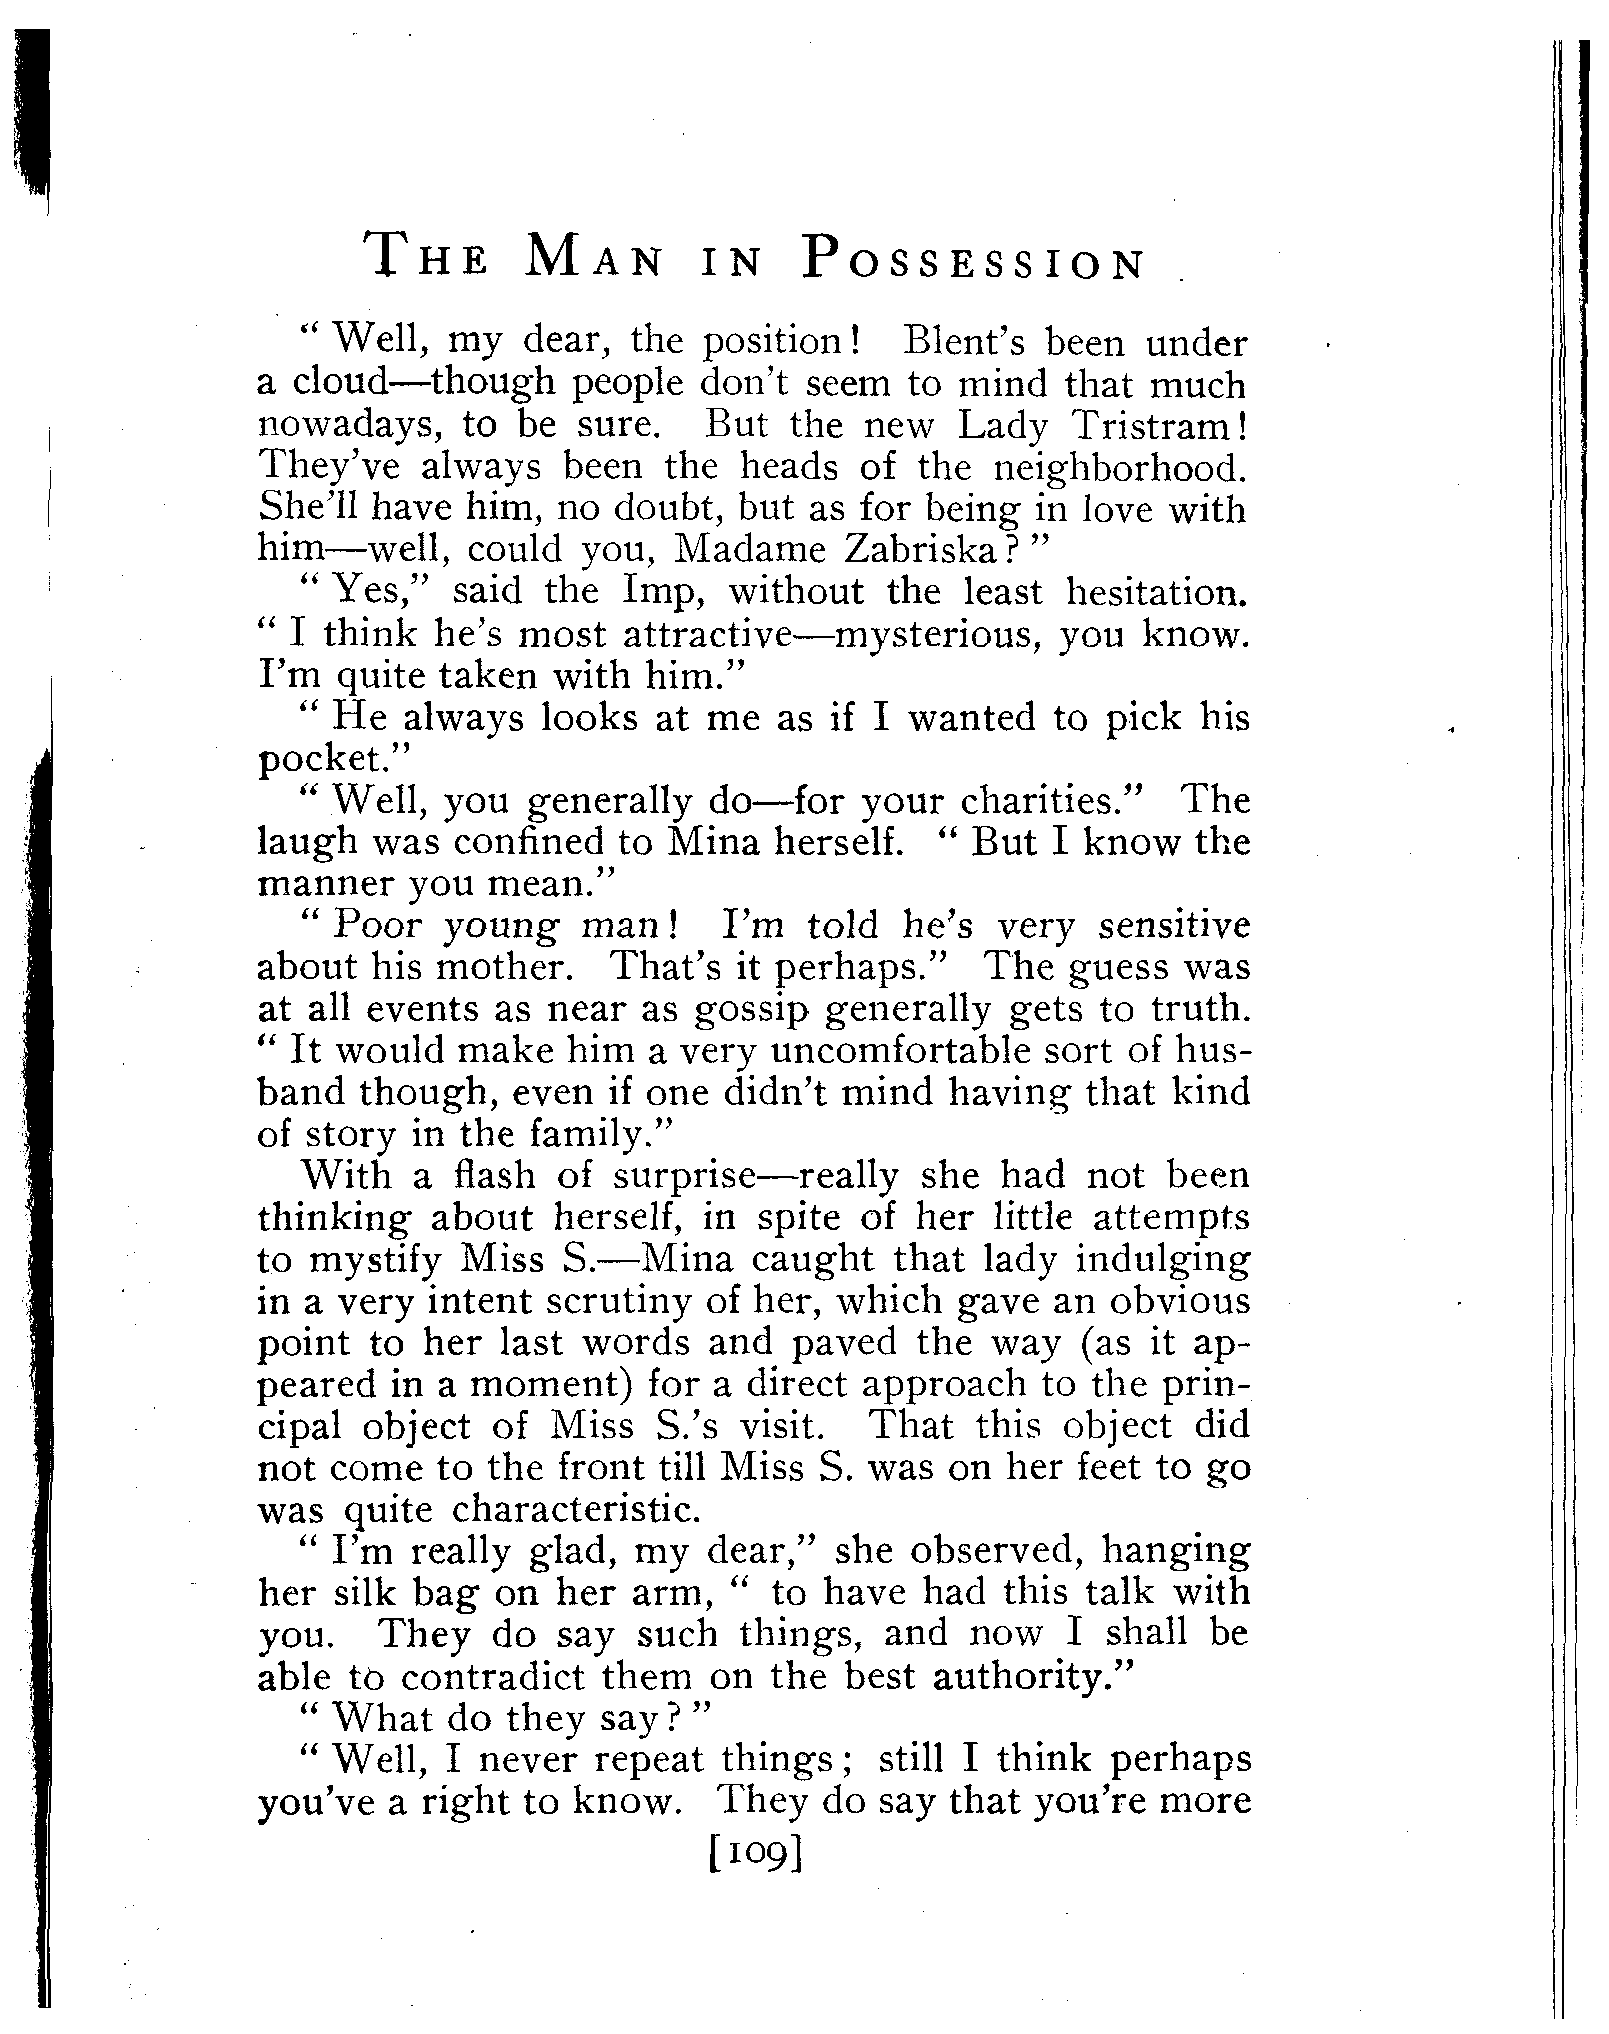 The Man in Possession
“ Well, my dear, the position! Blent’s been under
a cloud—though people don’t seem to mind that much
nowadays, to be sure. But the new Lady Tristram!
They’ve always been the heads of the neighborhood.
She’ll have him, no doubt, but as for being in love with
him—well, could you, Madame Zabriska? ”
“ Yes,” said the Imp, without the least hesitation.
“ I think he’s most attractive—mysterious, you know.
I’m quite taken with him.”
“ He always looks at me as if I wanted to pick his
pocket.”
“ Well, you generally do—for your charities.” The
laugh was confined to Mina herself. “ But I know the
manner you mean.”
“ Poor young man! I’m told he’s very sensitive
about his mother. That’s it perhaps.” The guess was
at all events as near as gossip generally gets to truth.
“ It would make him a very uncomfortable sort of hus-
band though, even if one didn’t mind having that kind
of story in the family.”
With a flash of surprise—really she had not been
thinking about herself, in spite of her little attempts
to mystify Miss S.—Mina caught that lady indulging
in a very intent scrutiny of her, which gave an obvious
point to her last words and paved the way (as it ap-
peared in a moment) for a direct approach to the prin-
cipal object of Miss S.’s visit. That this object did
not come to the front till Miss S. was on her feet to go
was quite characteristic.
“ I’m really glad, my dear,” she observed, hanging
her silk bag on her arm, “ to have had this talk with
you. They do say such things, and now I shall be
able to contradict them on the best authority.”
“ What do they say? ”
“ Well, I never repeat things; still I think perhaps
you’ve a right to know. They do say that you’re more
[109]